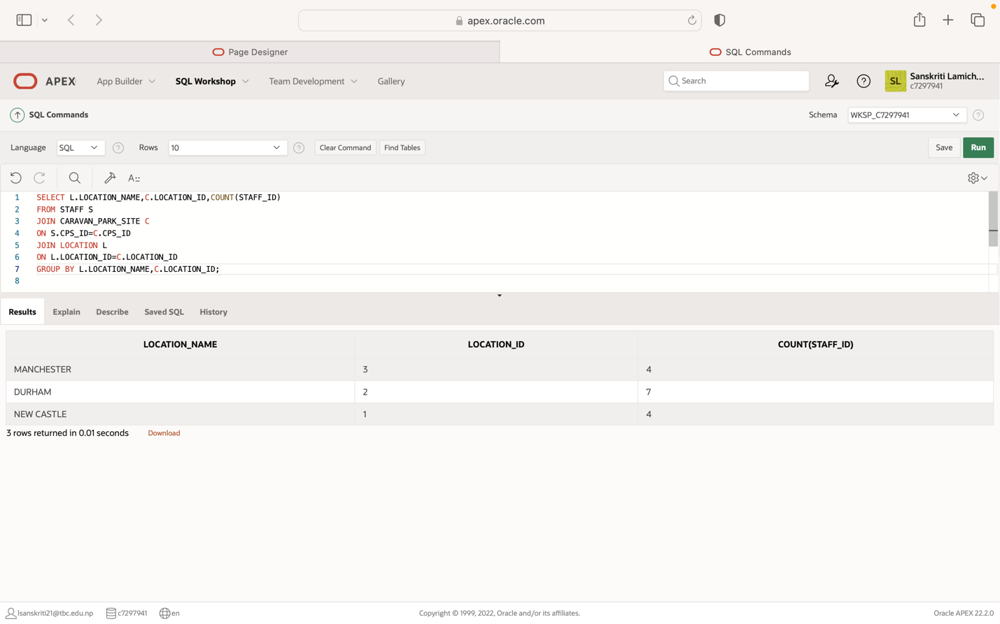 apex.oracle.com
Page Designer
SQL Commands
APEX
App Builder
SQL Workshop
Team Development
Gallery
Search
SL
Sanskriti Lamich...
c7297941
SQL Commands
Schema
WKSP_C7297941
Language
SQL
Rows
10
Clear Command
Find Tables
Save
Run
A::
1 SELECT L.LOCATION_NAME,C.LOCATION_ID,COUNT(STAFF_ID)
2 FROM STAFF S
3 JOIN CARAVAN_PARK_SITE C
4 ON S.CPS_ID=C.CPS_ID
5 JOIN LOCATION L
6 ON L.LOCATION_ID=C.LOCATION_ID
7 GROUP BY L.LOCATION_NAME,C.LOCATION_ID;
8
Results Explain Describe Saved SQL History
LOCATION_NAME LOCATION_ID COUNT(STAFF_ID)
MANCHESTER 3 4
DURHAM 2 7
NEW CASTLE 1 4
3 rows returned in 0.01 seconds Download
lsanskriti21@tbc.edu.np c7297941 en
Copyright © 1999, 2022, Oracle and/or its affiliates.
Oracle APEX 22.2.0